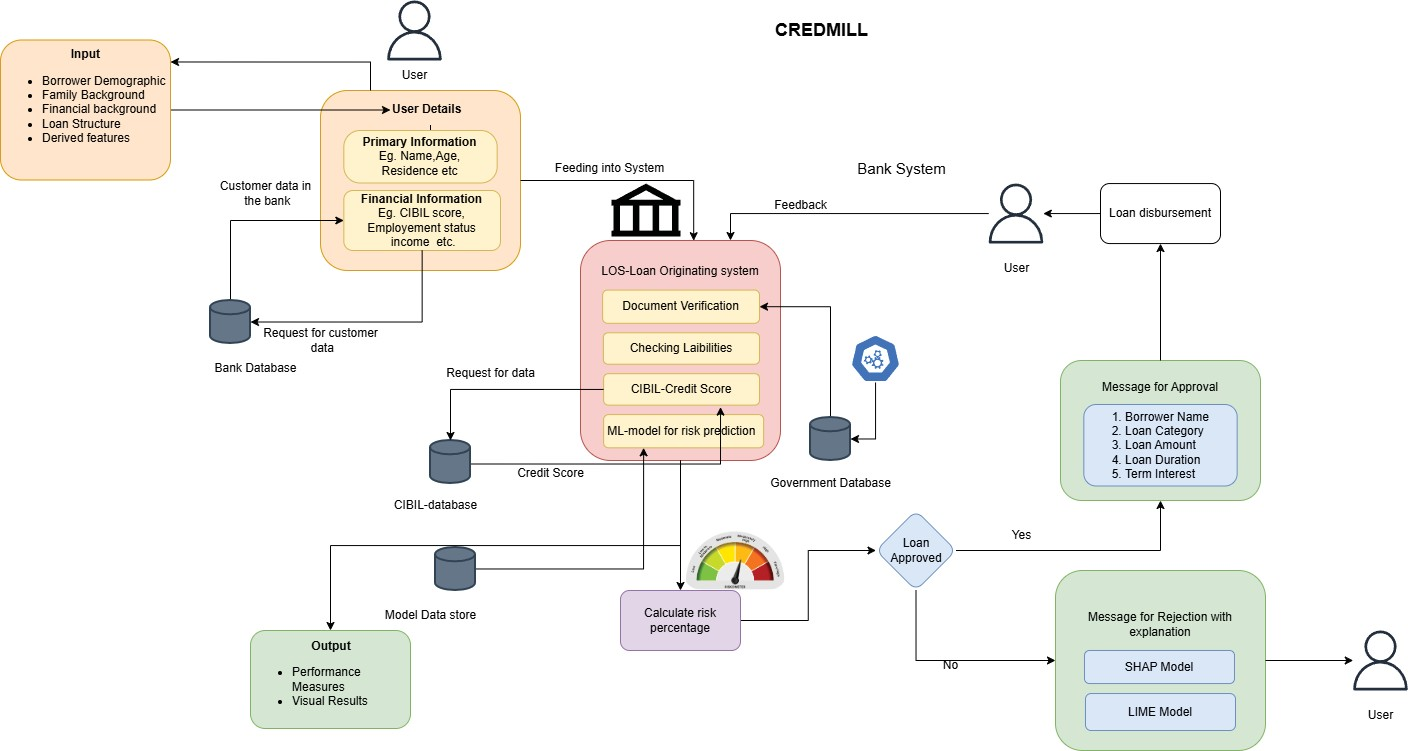 CREDMILL
User
Input
Borrower Demographic
Family Background
Financial background
Loan Structure
Derived features
User Details
Primary Information
Eg. Name,Age,
Residence etc
Financial Information
Eg. CIBIL score,
Employement status
income etc.
Customer data in
the bank
Request for customer
data
Bank Database
Feeding into System
Bank System
Feedback
User
Loan disbursement
LOS-Loan Originating system
Document Verification
Checking Laibilities
CIBIL-Credit Score
ML-model for risk prediction
Request for data
Credit Score
CIBIL-database
Government Database
Message for Approval
1. Borrower Name
2. Loan Category
3. Loan Amount
4. Loan Duration
5. Term Interest
Model Data store
Calculate risk
percentage
Loan
Approved
Yes
No
Output
Performance
Measures
Visual Results
Message for Rejection with
explanation
SHAP Model
LIME Model
User